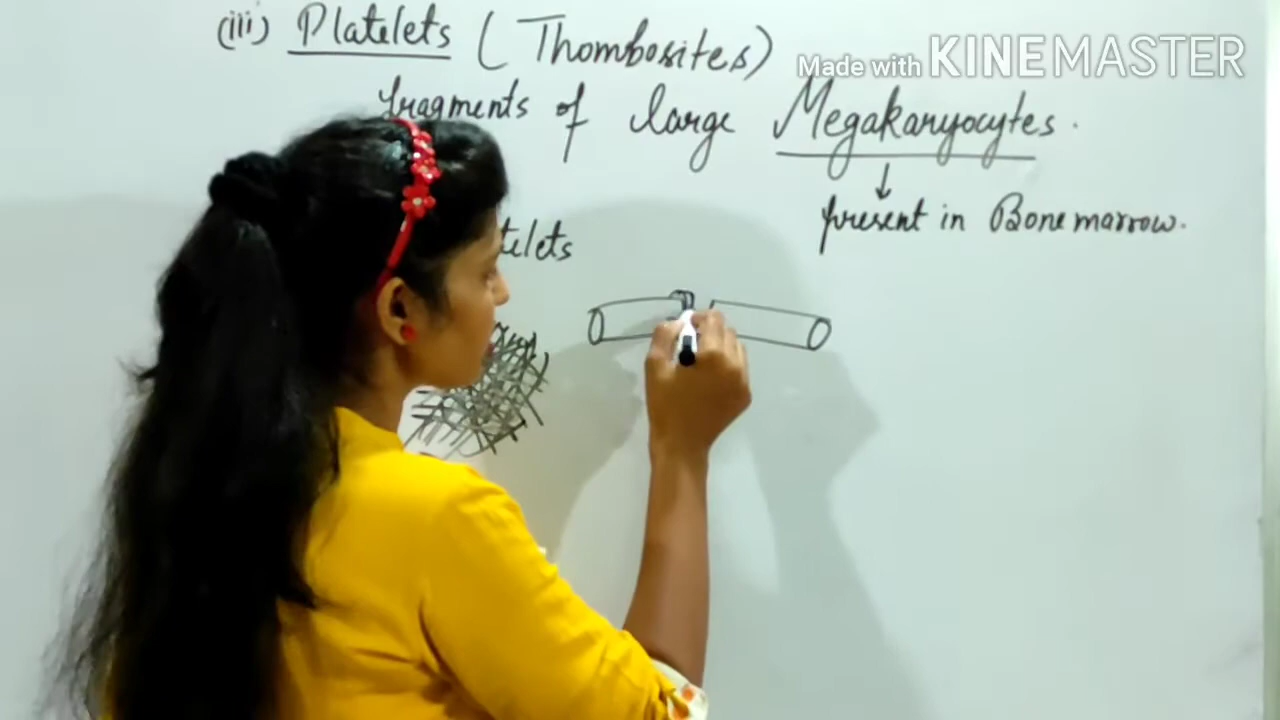 (iii) Platelets (Thombosites)
Made with KINEMASTER
fragments of large Megakaryocytes.
present in Bone marrow.
telets